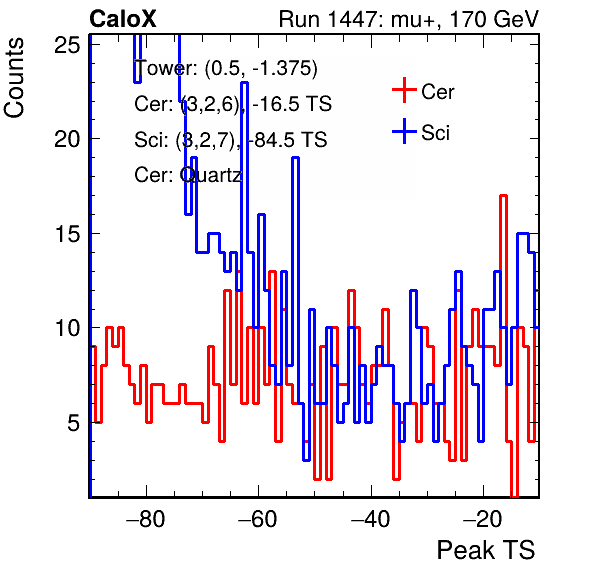 CaloX Run 1447: mu+, 170 GeV
Counts
Tower: (0.5, -1.375)
Cer: (3,2,6), -16.5 TS
Sci: (3,2,7), -84.5 TS
Cer: Quartz
Cer
Sci
25
20
15
10
5
−80 −60 −40 −20
Peak TS